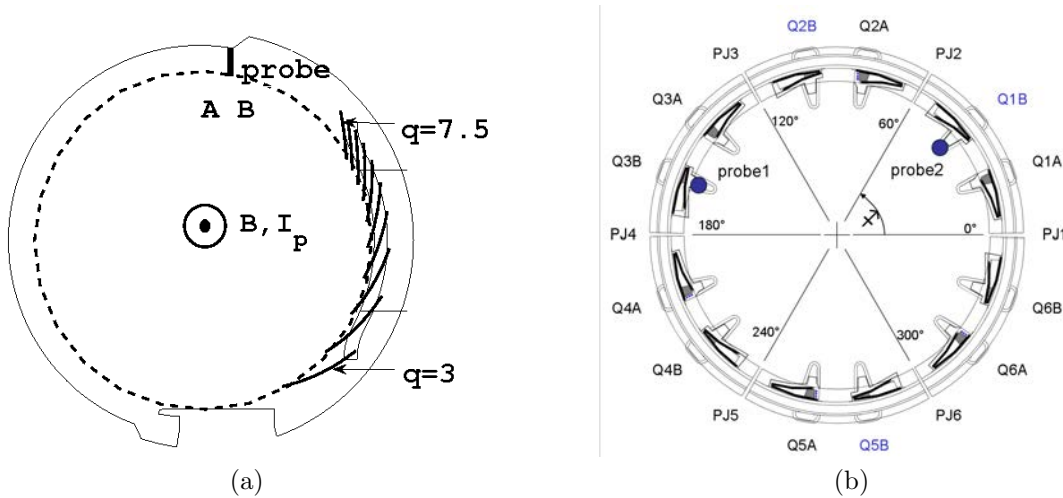 probe
A B
q=7.5
B,I_p
q=3
(a)
Q2B
Q2A
PJ3
PJ2
Q3A
Q1B
120°
60°
Q3B
probe1
probe2
Q1A
PJ4
180°
0°
PJ1
Q4A
Q6B
240°
300°
Q4B
Q6A
PJ5
PJ6
Q5A
Q5B
(b)